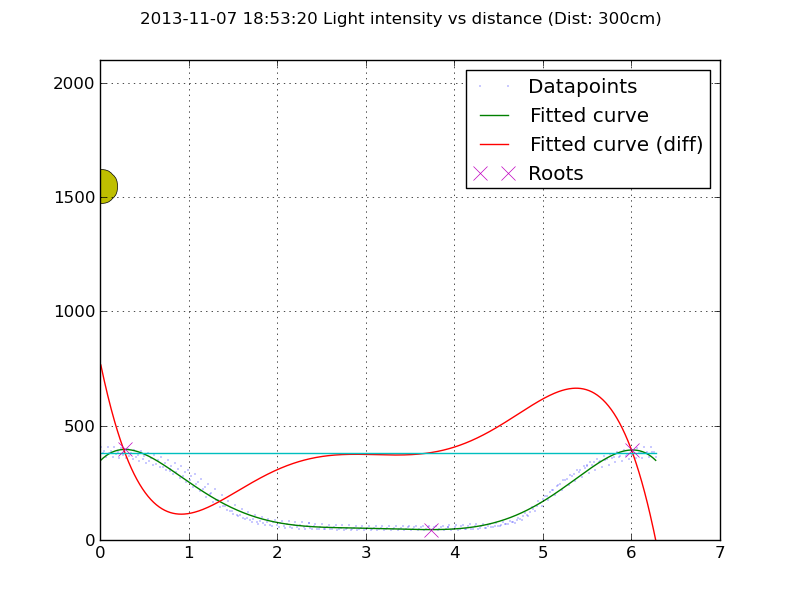 2013-11-07 18:53:20 Light intensity vs distance (Dist: 300cm)
2000
1500
1000
500
0
Datapoints
Fitted curve
Fitted curve (diff)
Roots
0 1 2 3 4 5 6 7